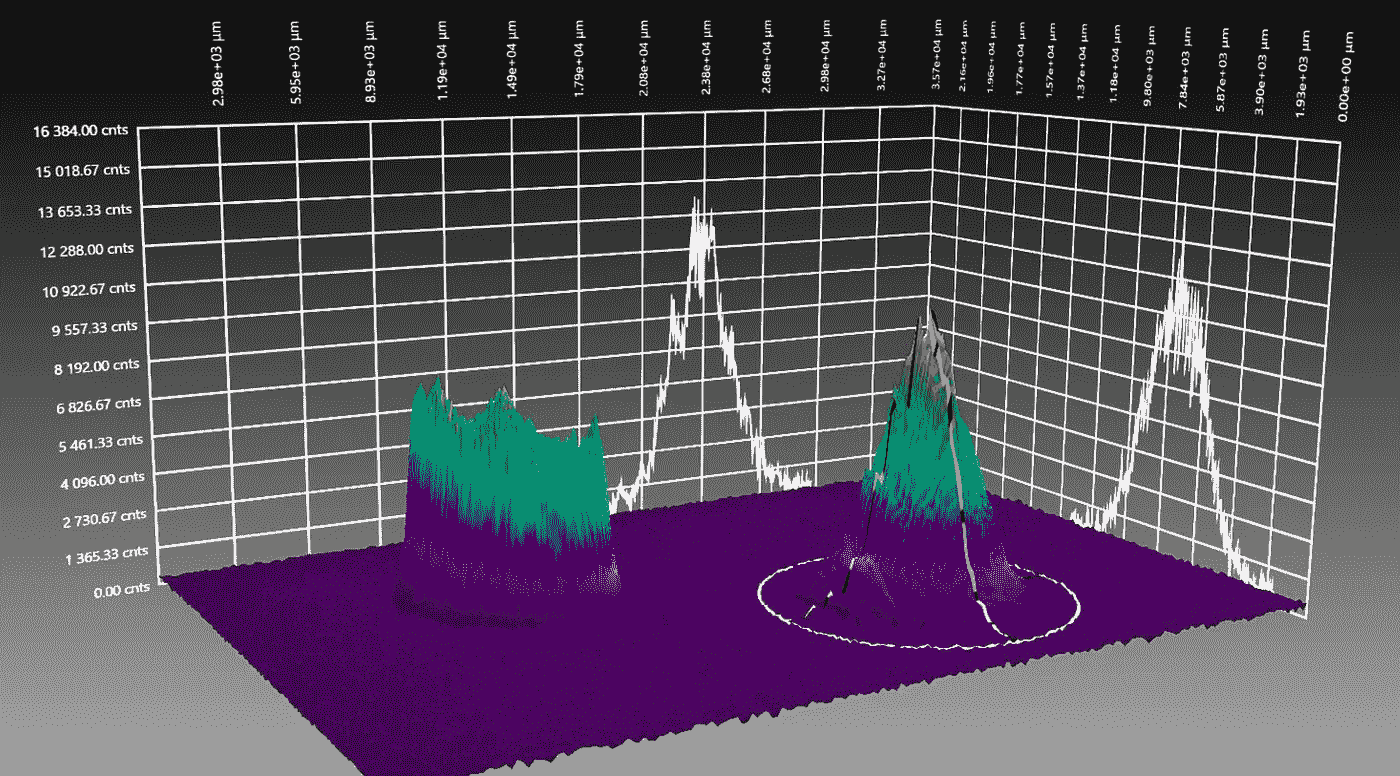 2.98e+03 µm
5.95e+03 µm
8.93e+03 µm
1.19e+04 µm
1.49e+04 µm
1.79e+04 µm
2.08e+04 µm
2.38e+04 µm
2.68e+04 µm
2.98e+04 µm
3.27e+04 µm
3.57e+04 µm
2.16e+04 µm
1.96e+04 µm
1.77e+04 µm
1.57e+04 µm
1.37e+04 µm
1.18e+04 µm
9.80e+03 µm
7.84e+03 µm
5.87e+03 µm
3.90e+03 µm
1.93e+03 µm
0.00e+00 µm
16 384.00 cnts
15 018.67 cnts
13 653.33 cnts
12 288.00 cnts
10 922.67 cnts
9 557.33 cnts
8 192.00 cnts
6 826.67 cnts
5 461.33 cnts
4 096.00 cnts
2 730.67 cnts
1 365.33 cnts
0.00 cnts